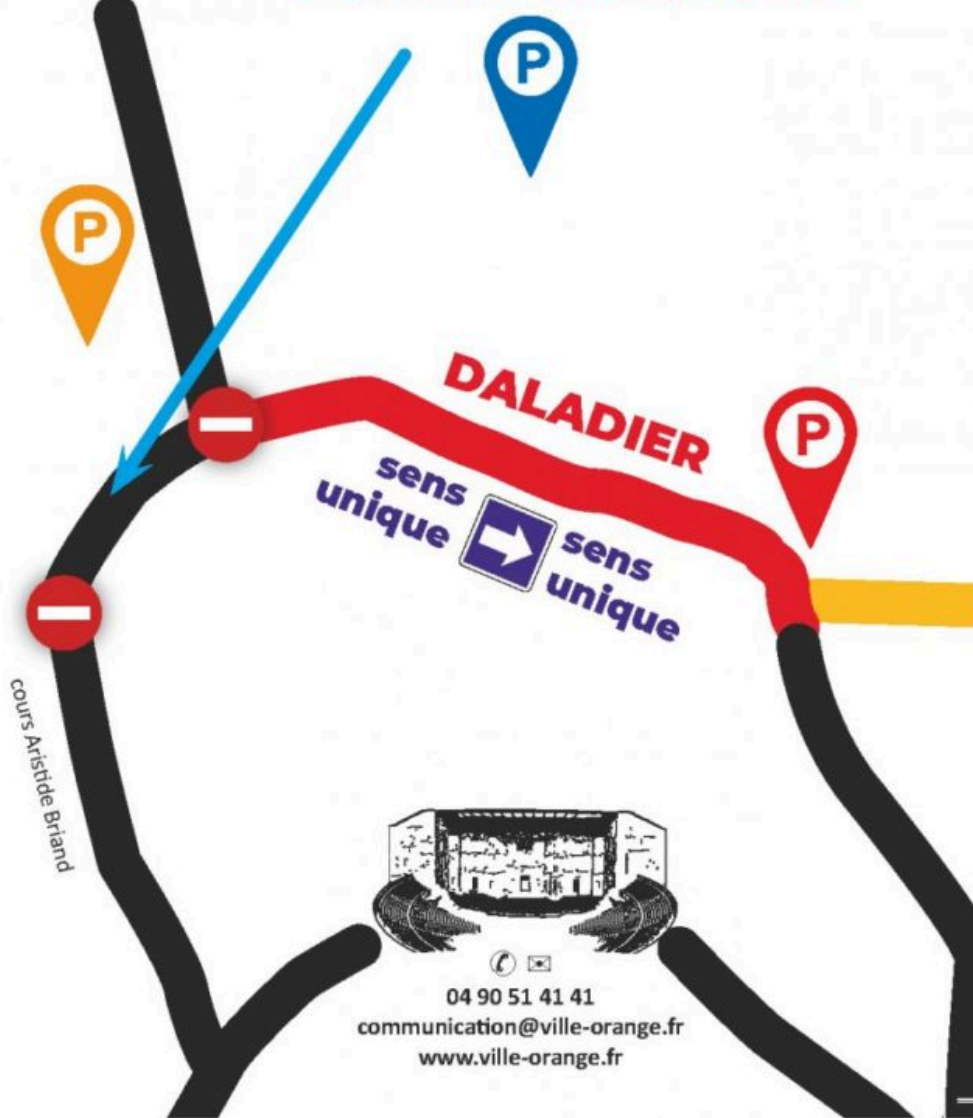 P
P
DALADIER
P
sens
unique
sens
unique
cours Aristide Briand
04 90 51 41 41
communication@ville-orange.fr
www.ville-orange.fr